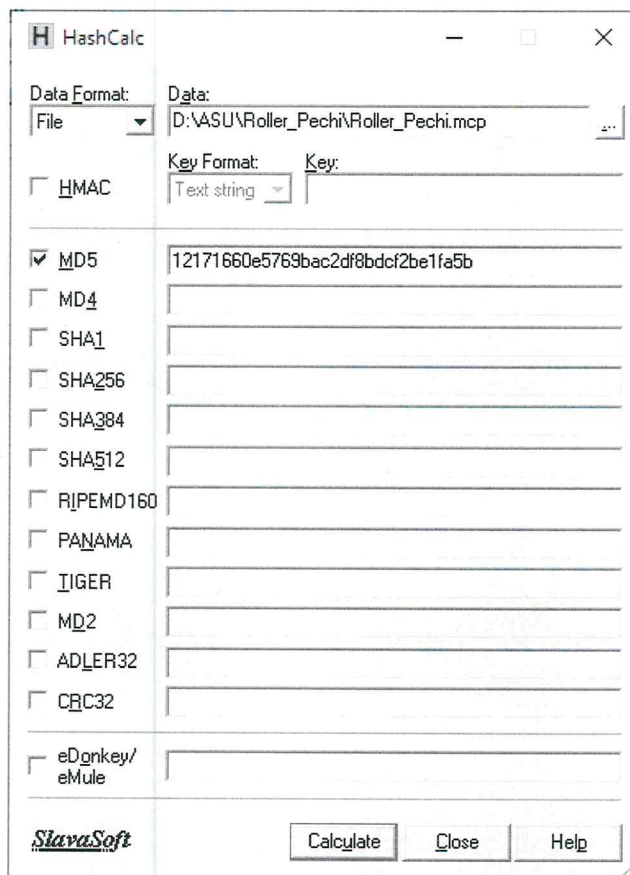 HashCalc
Data Format: Data:
File D:\ASU\Roller_Pechi\Roller_Pechi.mcp ...
Key Format: Key:
HMAC Text string
MD5 12171660e5769bac2df8bdcf2be1fa5b
MD4
SHA1
SHA256
SHA384
SHA512
RIPEMD160
PANAMA
TIGER
MD2
ADLER32
CRC32
eDonkey/
eMule
SlavaSoft Calculate Close Help